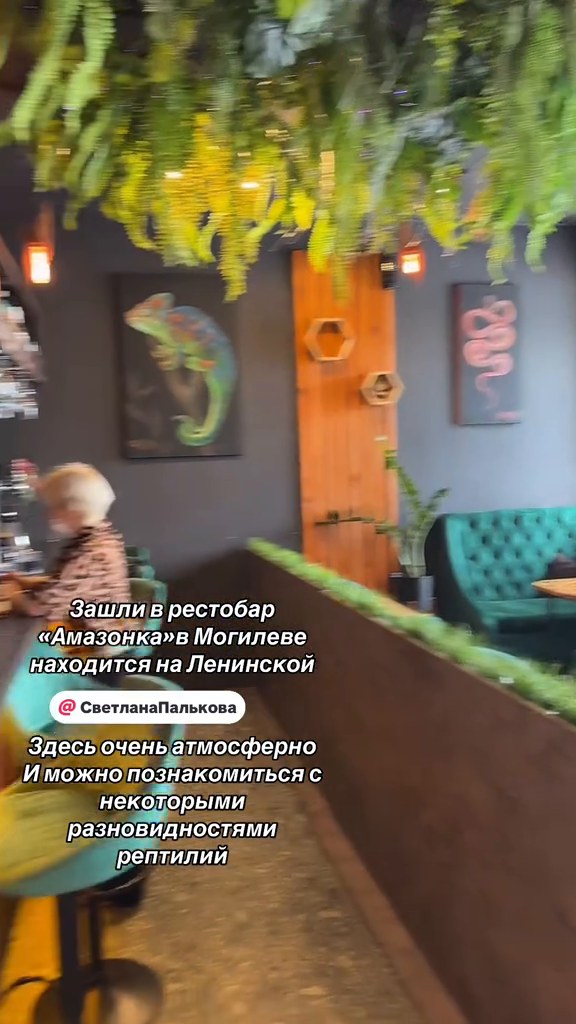 Зашли в рестобар
«Амазонка»в Могилеве
находится на Ленинской
@ СветланаПалькова
Здесь очень атмосферно
И можно познакомиться с
некоторыми
разновидностями
рептилий